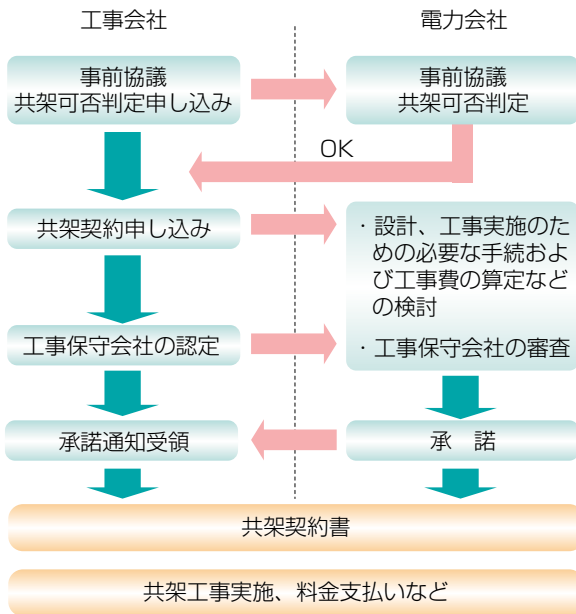 工事会社
電力会社
事前協議
共架可否判定申し込み
事前協議
共架可否判定
OK
共架契約申し込み
・設計、工事実施のた
めの必要な手続およ
び工事費の算定など
の検討
・工事保守会社の審査
工事保守会社の認定
承諾通知受領
承　諾
共架契約書
共架工事実施、料金支払いなど